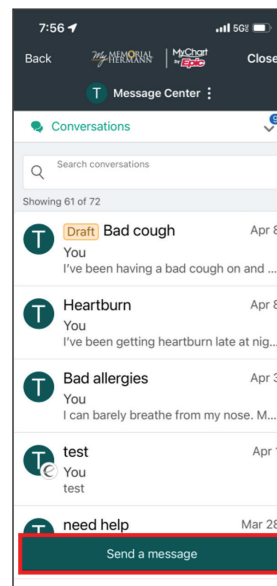 7:56
5G
Back
MEMORIAL HERMANN
MyChart
by Epic
Close
T Message Center
Conversations
9
Search conversations
Showing 61 of 72
T
Draft Bad cough
Apr 8
You
I've been having a bad cough on and ...
T
Heartburn
Apr 8
You
I've been getting heartburn late at nig...
T
Bad allergies
Apr 3
You
I can barely breathe from my nose. M...
T
test
Apr 1
You
test
T
need help
Mar 28
Send a message